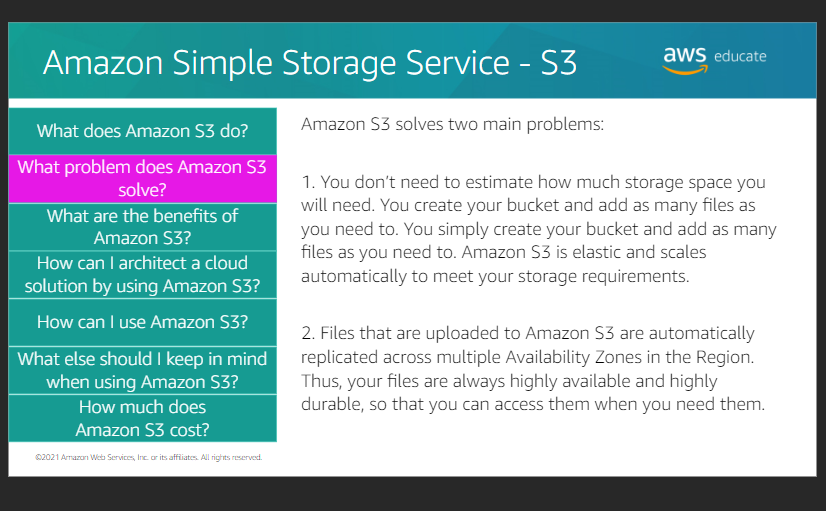 Amazon Simple Storage Service - S3
aws educate
What does Amazon S3 do?
What problem does Amazon S3
solve?
What are the benefits of
Amazon S3?
How can I architect a cloud
solution by using Amazon S3?
How can I use Amazon S3?
What else should I keep in mind
when using Amazon S3?
How much does
Amazon S3 cost?
Amazon S3 solves two main problems:
1. You don’t need to estimate how much storage space you
will need. You create your bucket and add as many files as
you need to. You simply create your bucket and add as many
files as you need to. Amazon S3 is elastic and scales
automatically to meet your storage requirements.
2. Files that are uploaded to Amazon S3 are automatically
replicated across multiple Availability Zones in the Region.
Thus, your files are always highly available and highly
durable, so that you can access them when you need them.
©2021 Amazon Web Services, Inc. or its affiliates. All rights reserved.